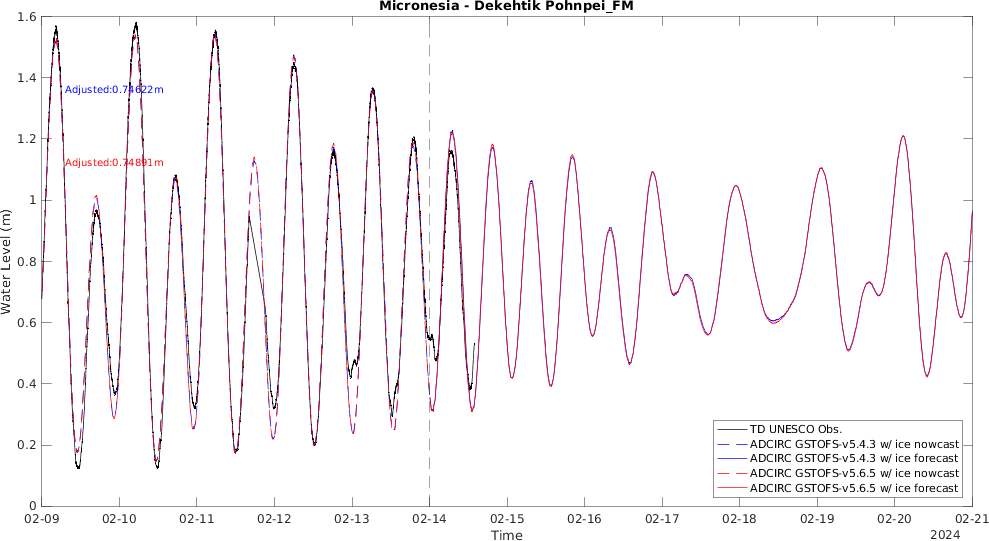 Micronesia - Dekehtik Pohnpei_FM
1.6
1.4
1.2
1
0.8
0.6
0.4
0.2
0
Water Level (m)
Adjusted:0.74622m
Adjusted:0.74891m
TD UNESCO Obs.
ADCIRC GSTOFS-v5.4.3 w/ ice nowcast
ADCIRC GSTOFS-v5.4.3 w/ ice forecast
ADCIRC GSTOFS-v5.6.5 w/ ice nowcast
ADCIRC GSTOFS-v5.6.5 w/ ice forecast
02-09 02-10 02-11 02-12 02-13 02-14 02-15 02-16 02-17 02-18 02-19 02-20 02-21
Time
2024